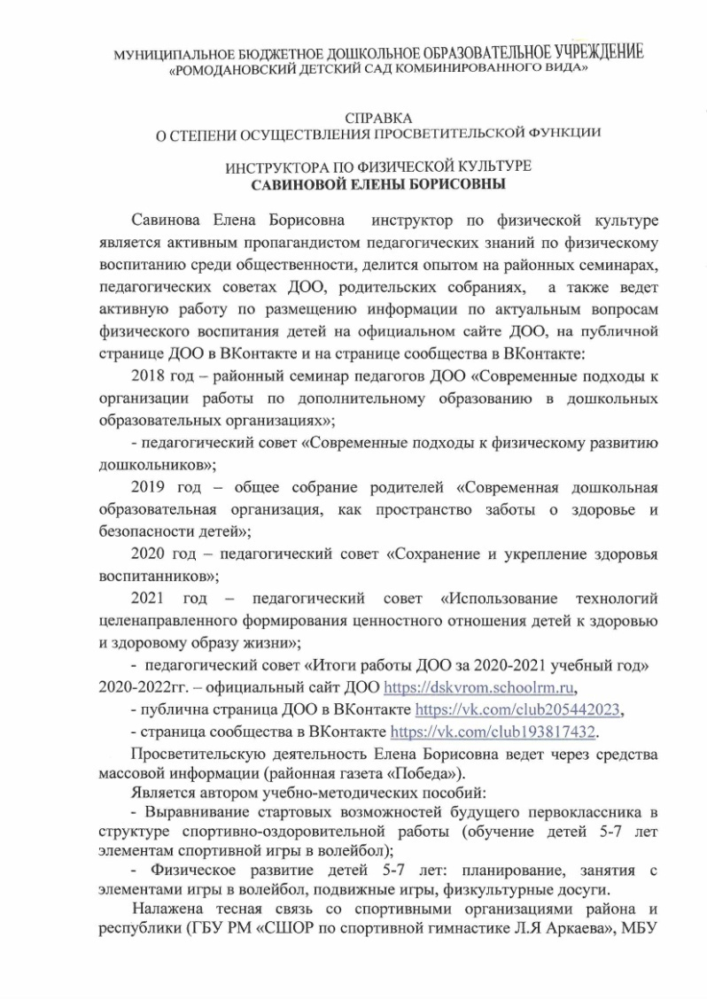 МУНИЦИПАЛЬНОЕ БЮДЖЕТНОЕ ДОШКОЛЬНОЕ ОБРАЗОВАТЕЛЬНОЕ УЧРЕЖДЕНИЕ
«РОМОДАНОВСКИЙ ДЕТСКИЙ САД КОМБИНИРОВАННОГО ВИДА»
СПРАВКА
О СТЕПЕНИ ОСУЩЕСТВЛЕНИЯ ПРОСВЕТИТЕЛЬСКОЙ ФУНКЦИИ
ИНСТРУКТОРА ПО ФИЗИЧЕСКОЙ КУЛЬТУРЕ
САВИНОВОЙ ЕЛЕНЫ БОРИСОВНЫ
Савинова Елена Борисовна инструктор по физической культуре
является активным пропагандистом педагогических знаний по физическому
воспитанию среди общественности, делится опытом на районных семинарах,
педагогических советах ДОО, родительских собраниях, а также ведет
активную работу по размещению информации по актуальным вопросам
физического воспитания детей на официальном сайте ДОО, на публичной
странице ДОО в ВКонтакте и на странице сообщества в ВКонтакте:
2018 год – районный семинар педагогов ДОО «Современные подходы к
организации работы по дополнительному образованию в дошкольных
образовательных организациях»;
- педагогический совет «Современные подходы к физическому развитию
дошкольников»;
2019 год – общее собрание родителей «Современная дошкольная
образовательная организация, как пространство заботы о здоровье и
безопасности детей»;
2020 год – педагогический совет «Сохранение и укрепление здоровья
воспитанников»;
2021 год – педагогический совет «Использование технологий
целенаправленного формирования ценностного отношения детей к здоровью
и здоровому образу жизни»;
- педагогический совет «Итоги работы ДОО за 2020-2021 учебный год»
2020-2022гг. – официальный сайт ДОО https://dskvrom.schoolrm.ru,
- публична страница ДОО в ВКонтакте https://vk.com/club205442023,
- страница сообщества в ВКонтакте https://vk.com/club193817432.
Просветительскую деятельность Елена Борисовна ведет через средства
массовой информации (районная газета «Победа»).
Является автором учебно-методических пособий:
- Выравнивание стартовых возможностей будущего первоклассника в
структуре спортивно-оздоровительной работы (обучение детей 5-7 лет
элементам спортивной игры в волейбол);
- Физическое развитие детей 5-7 лет: планирование, занятия с
элементами игры в волейбол, подвижные игры, физкультурные досуги.
Налажена тесная связь со спортивными организациями района и
республики (ГБУ РМ «СШОР по спортивной гимнастике Л.Я Аркаева», МБУ